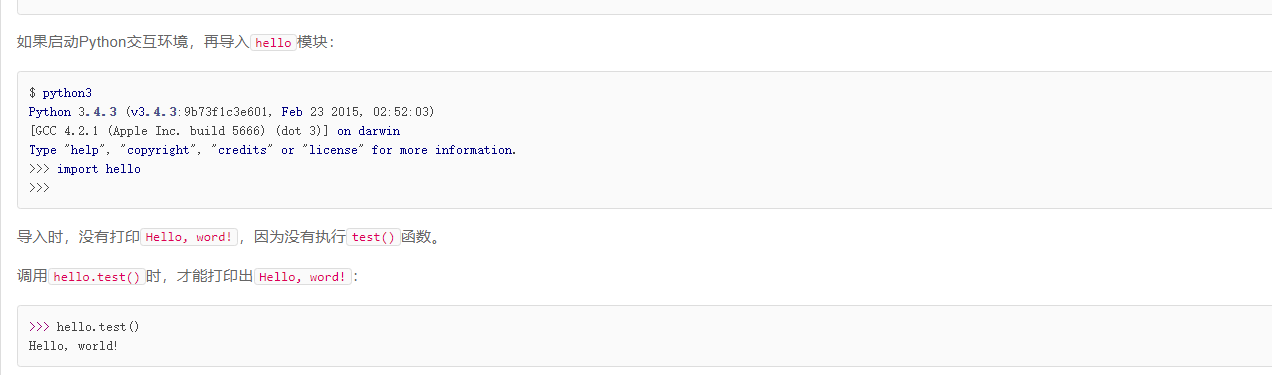 如果启动Python交互环境，再导入hello模块：
$ python3
Python 3.4.3 (v3.4.3:9b73f1c3e601, Feb 23 2015, 02:52:03)
[GCC 4.2.1 (Apple Inc. build 5666) (dot 3)] on darwin
Type "help", "copyright", "credits" or "license" for more information.
>>> import hello
>>>
导入时，没有打印Hello, word!，因为没有执行test()函数。
调用hello.test()时，才能打印出Hello, word!：
>>> hello.test()
Hello, world!